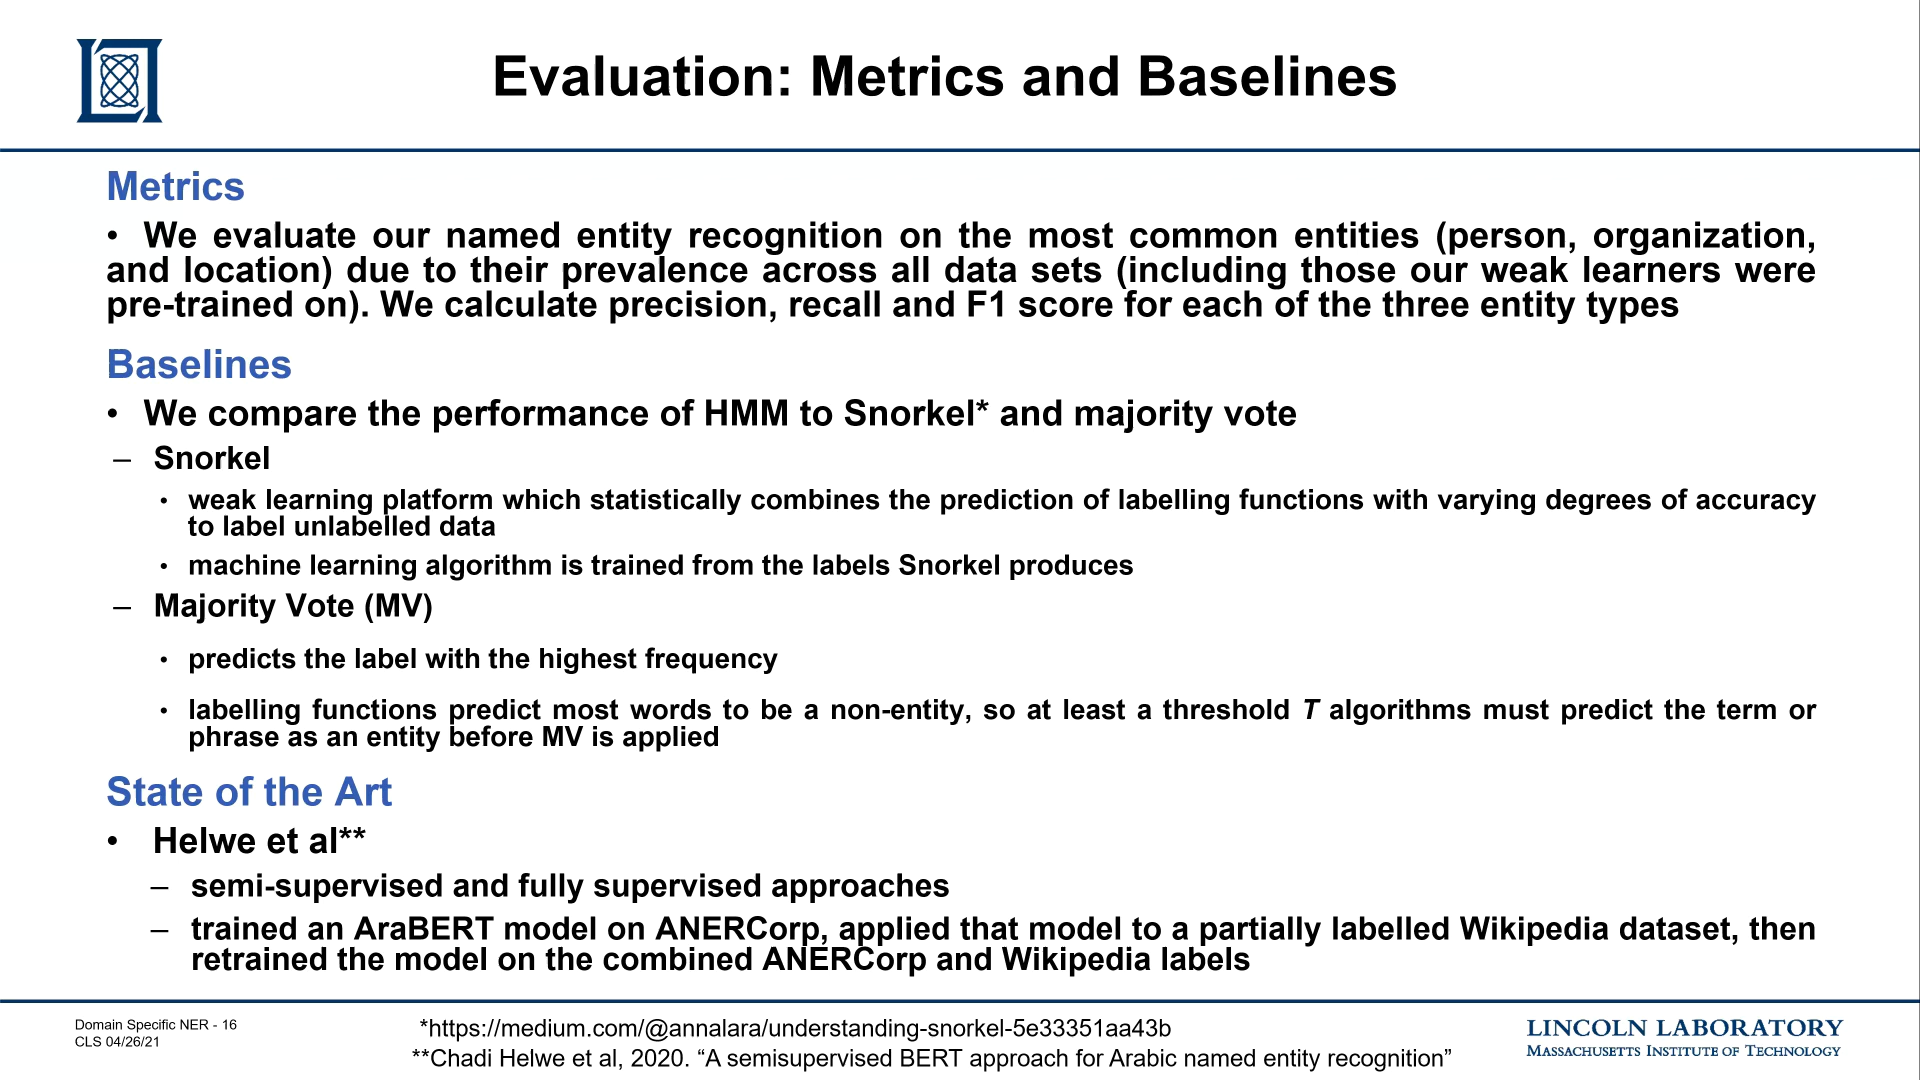 Evaluation: Metrics and Baselines
Metrics
• We evaluate our named entity recognition on the most common entities (person, organization,
and location) due to their prevalence across all data sets (including those our weak learners were
pre-trained on). We calculate precision, recall and F1 score for each of the three entity types
Baselines
• We compare the performance of HMM to Snorkel* and majority vote
– Snorkel
• weak learning platform which statistically combines the prediction of labelling functions with varying degrees of accuracy
to label unlabelled data
• machine learning algorithm is trained from the labels Snorkel produces
– Majority Vote (MV)
• predicts the label with the highest frequency
• labelling functions predict most words to be a non-entity, so at least a threshold T algorithms must predict the term or
phrase as an entity before MV is applied
State of the Art
• Helwe et al**
– semi-supervised and fully supervised approaches
– trained an AraBERT model on ANERCorp, applied that model to a partially labelled Wikipedia dataset, then
retrained the model on the combined ANERCorp and Wikipedia labels
Domain Specific NER - 16
CLS 04/26/21
*https://medium.com/@annalara/understanding-snorkel-5e33351aa43b
**Chadi Helwe et al, 2020. “A semisupervised BERT approach for Arabic named entity recognition”
LINCOLN LABORATORY
MASSACHUSETTS INSTITUTE OF TECHNOLOGY